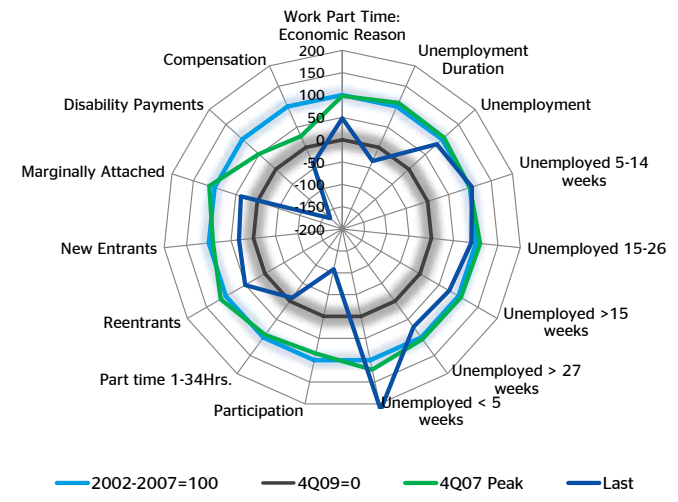 Work Part Time:
Economic Reason
Unemployment
Duration
Unemployment
Unemployed 5-14
weeks
Unemployed 15-26
Unemployed >15
weeks
Unemployed > 27
weeks
Unemployed < 5
weeks
Participation
Part time 1-34Hrs.
Reentrants
New Entrants
Marginally Attached
Disability Payments
Compensation
200
150
100
50
0
-50
-100
-150
-200
2002-2007=100
4Q09=0
4Q07 Peak
Last